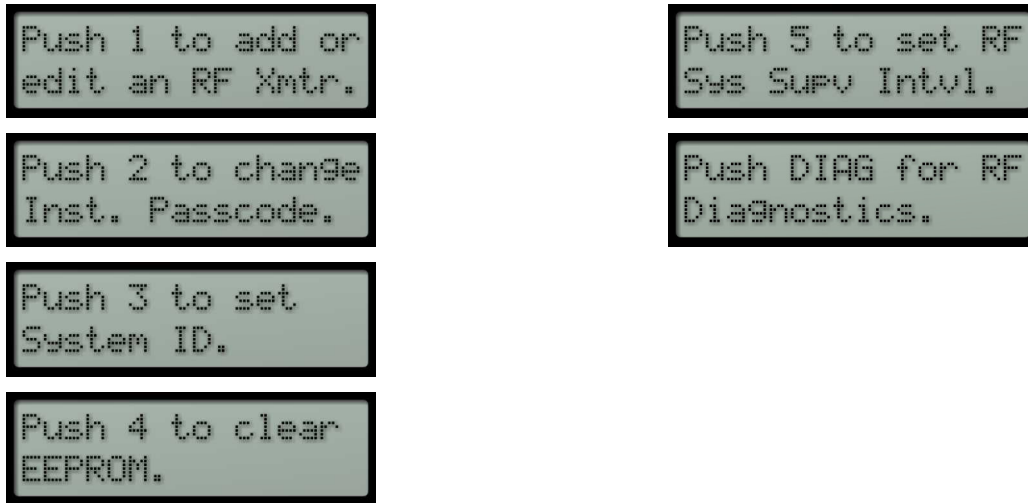 Push 1 to add or
edit an RF Xmtr.
Push 2 to change
Inst. Passcode.
Push 3 to set
System ID.
Push 4 to clear
EEPROM.
Push 5 to set RF
Sys Supv Intvl.
Push DIAG for RF
Diagnostics.